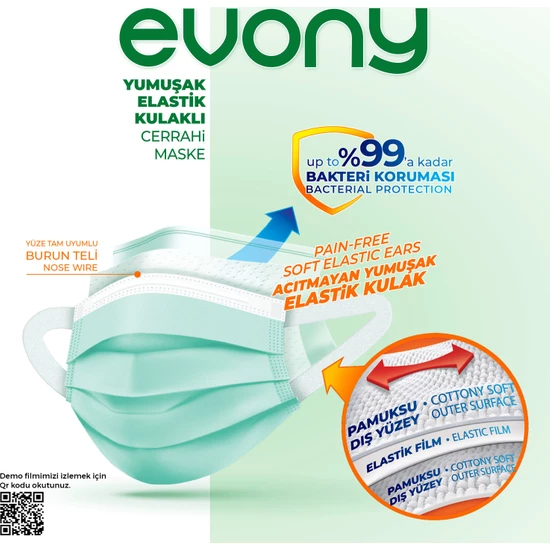 evony
YUMUŞAK
ELASTİK
KULAKLI
CERRAHİ
MASKE
up to %99'a kadar
BAKTERİ KORUMASI
BACTERIAL PROTECTION
YÜZE TAM UYUMLU
BURUN TELİ
NOSE WIRE
PAIN-FREE
SOFT ELASTIC EARS
ACITMAYAN YUMUŞAK
ELASTİK KULAK
PAMUKSU • COTTONY SOFT
DIŞ YÜZEY OUTER SURFACE
ELASTİK FİLM • ELASTIC FILM
PAMUKSU • COTTONY SOFT
DIŞ YÜZEY OUTER SURFACE
Demo filmimizi izlemek için
Qr kodu okutunuz.